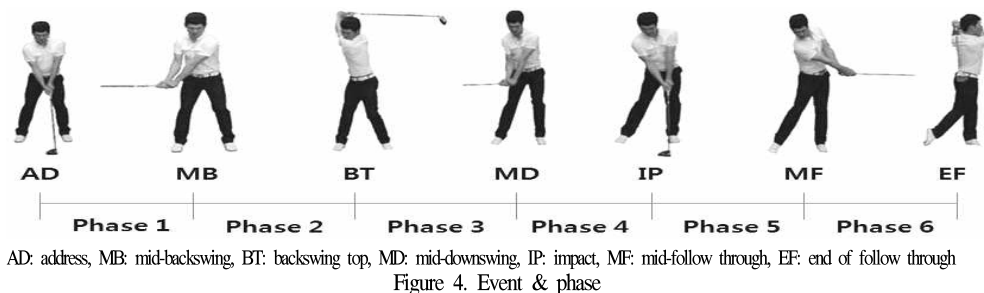 AD MB BT MD IP MF EF
Phase 1 Phase 2 Phase 3 Phase 4 Phase 5 Phase 6
AD: address, MB: mid-backswing, BT: backswing top, MD: mid-downswing, IP: impact, MF: mid-follow through, EF: end of follow through
Figure 4. Event & phase